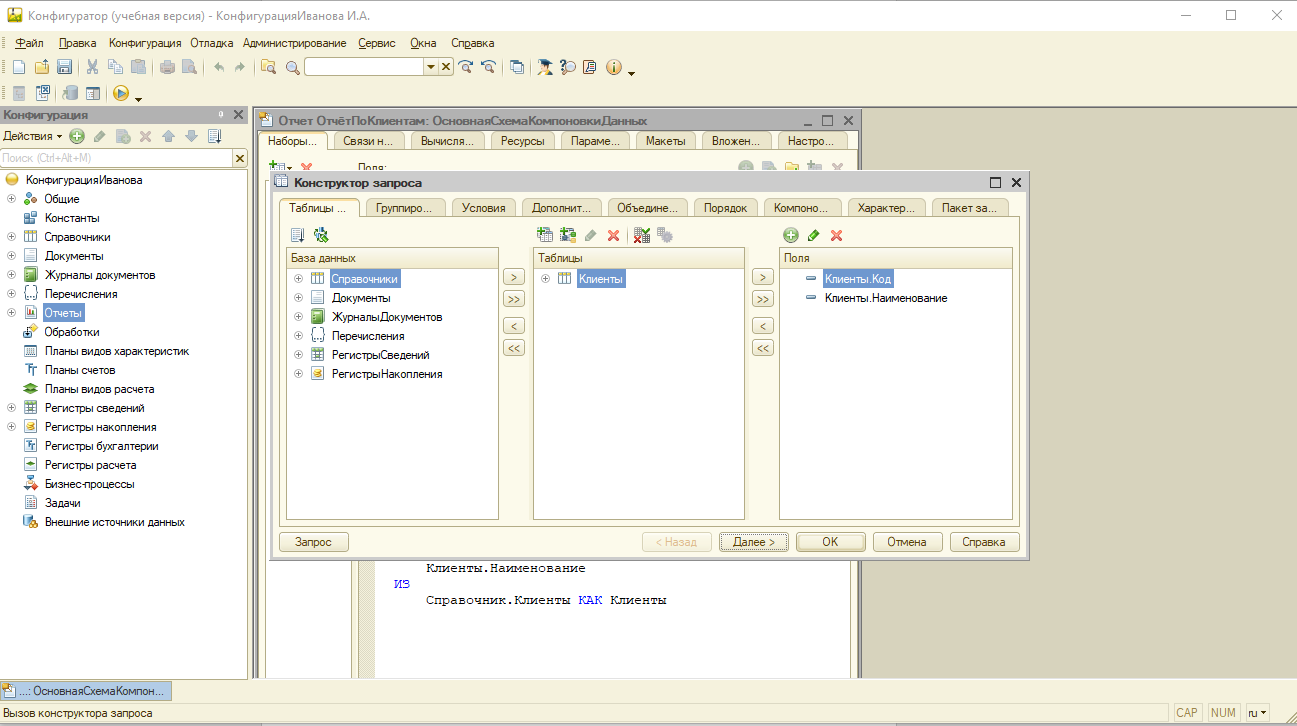 Конфигуратор (учебная версия) - КонфигурацияИванова И.А.
Файл Правка Конфигурация Отладка Администрирование Сервис Окна Справка
Конфигурация
Действия
Поиск (Ctrl+Alt+M)
КонфигурацияИванова
Общие
Константы
Справочники
Документы
Журналы документов
Перечисления
Отчеты
Обработки
Планы видов характеристик
Планы счетов
Планы видов расчета
Регистры сведений
Регистры накопления
Регистры бухгалтерии
Регистры расчета
Бизнес-процессы
Задачи
Внешние источники данных
Отчет ОтчётПоКлиентам: ОсновнаяСхемаКомпоновкиДанных
Наборы... Связи н... Вычисля... Ресурсы Параме... Макеты Вложен... Настро...
Поля:
Конструктор запроса
Таблицы ... Группиро... Условия Дополнит... Объедине... Порядок Компоно... Характер... Пакет за...
База данных
Справочники
Документы
ЖурналыДокументов
Перечисления
РегистрыСведений
РегистрыНакопления
>
>>
<
<<
Таблицы
Клиенты
>
>>
<
<<
Поля
Клиенты.Код
Клиенты.Наименование
Запрос < Назад Далее > OK Отмена Справка
Клиенты.Наименование
ИЗ
Справочник.Клиенты КАК Клиенты
...: ОсновнаяСхемаКомпон...
Вызов конструктора запроса
CAP NUM ru